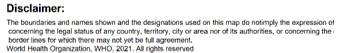 Disclaimer:
The boundaries and names shown and the designations used on this map do notimply the expression of
concerning the legal status of any country, territory, city or area nor of its authorities, or concerning the
border lines for which there may not yet be full agreement.
World Health Organization, WHO, 2021. All rights reserved